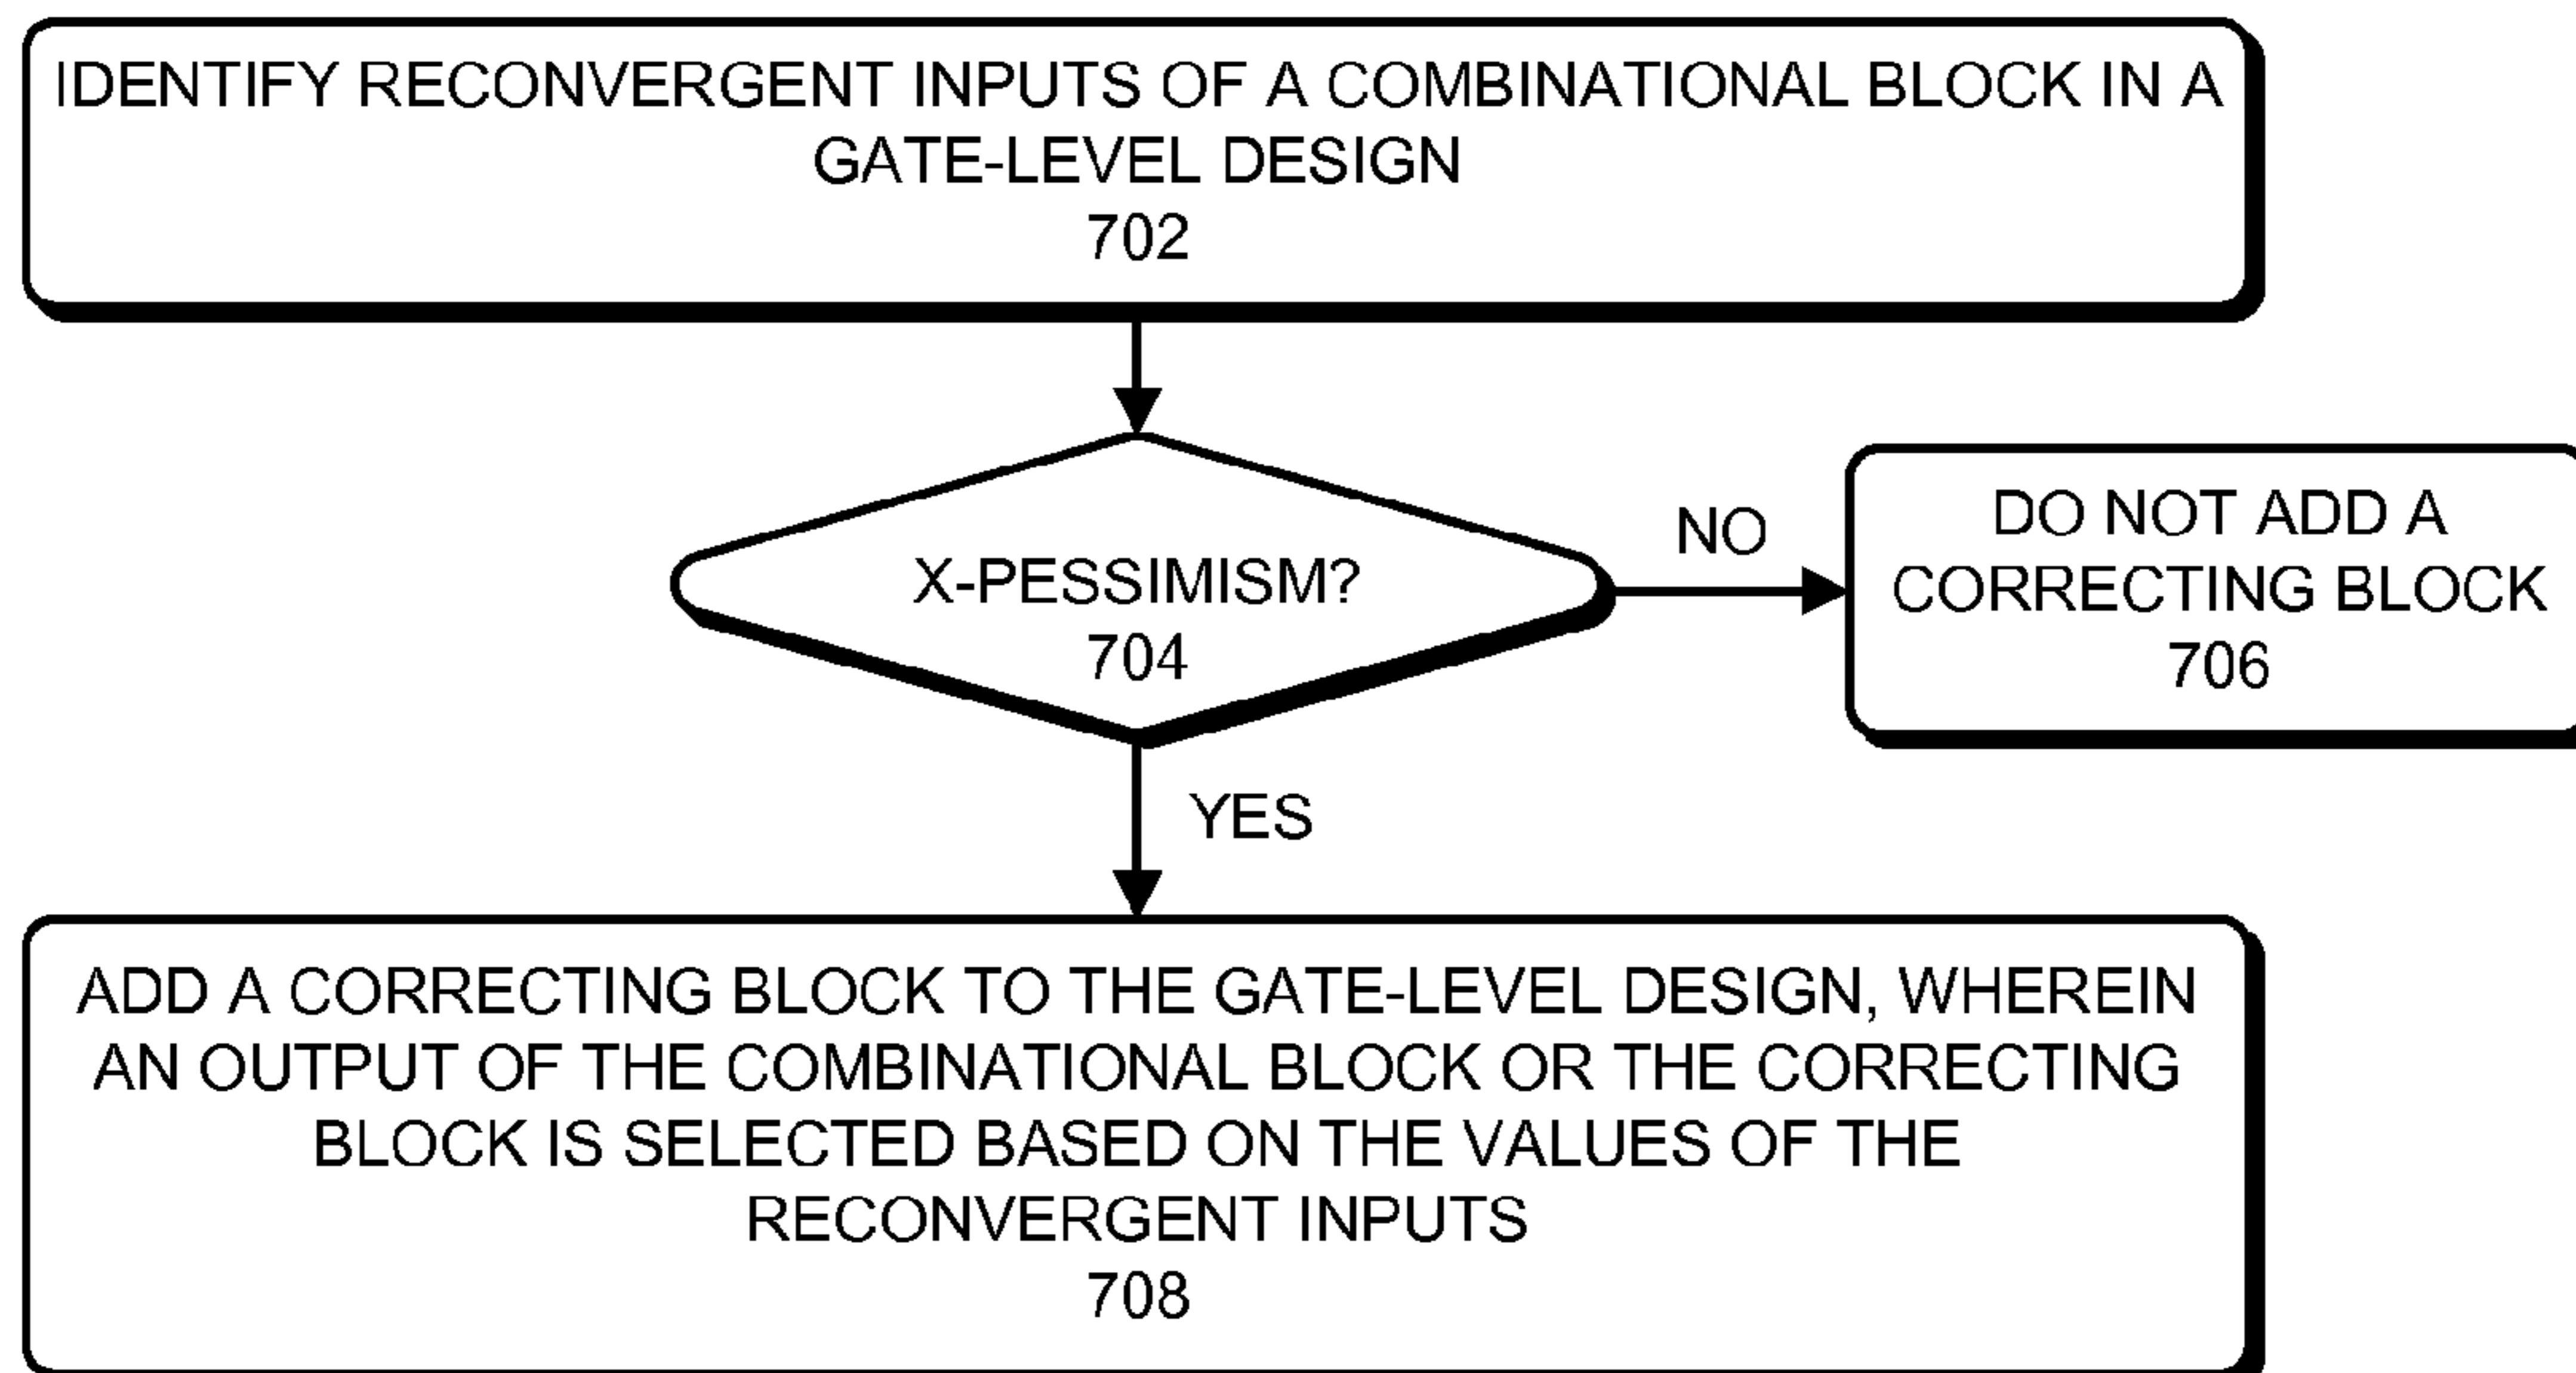 IDENTIFY RECONVERGENT INPUTS OF A COMBINATIONAL BLOCK IN A
GATE-LEVEL DESIGN
702
X-PESSIMISM?
704
NO
DO NOT ADD A
CORRECTING BLOCK
706
YES
ADD A CORRECTING BLOCK TO THE GATE-LEVEL DESIGN, WHEREIN
AN OUTPUT OF THE COMBINATIONAL BLOCK OR THE CORRECTING
BLOCK IS SELECTED BASED ON THE VALUES OF THE
RECONVERGENT INPUTS
708